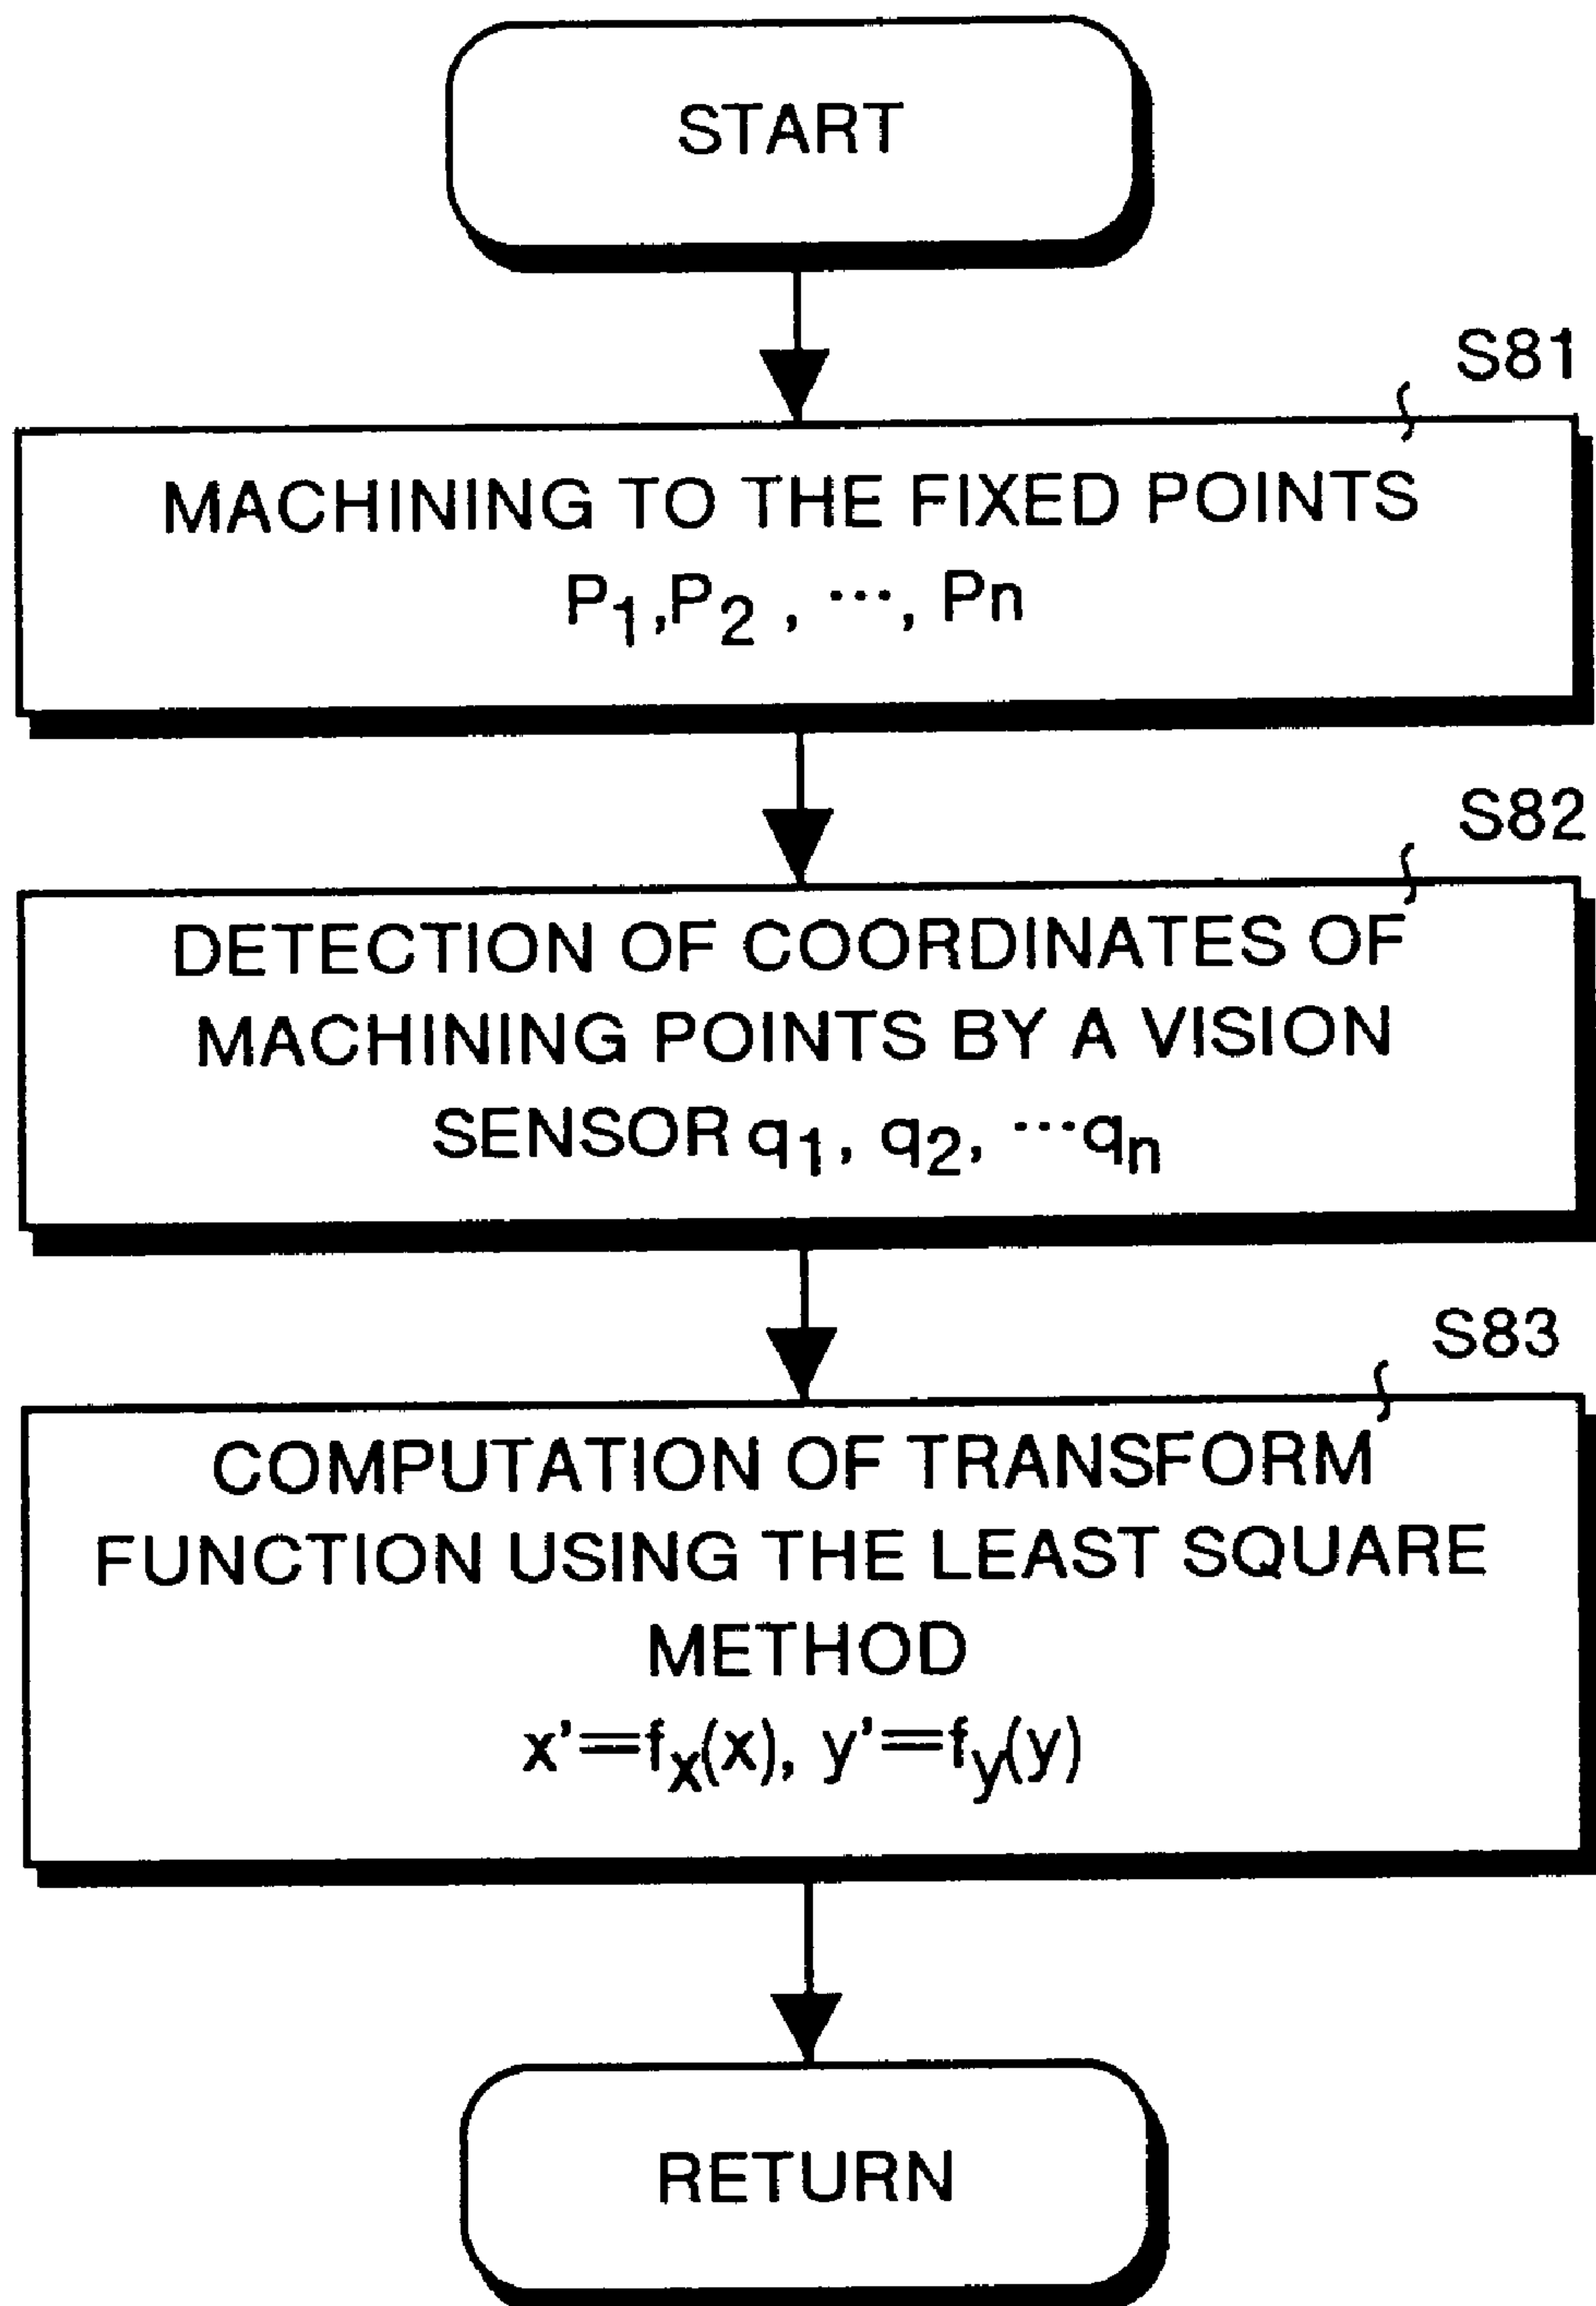 START
S81
MACHINING TO THE FIXED POINTS
P₁,P₂ , ⋯, Pn
S82
DETECTION OF COORDINATES OF
MACHINING POINTS BY A VISION
SENSOR q₁, q₂, ⋯qₙ
S83
COMPUTATION OF TRANSFORM
FUNCTION USING THE LEAST SQUARE
METHOD
x'=fₓ(x), y'=f_y(y)
RETURN